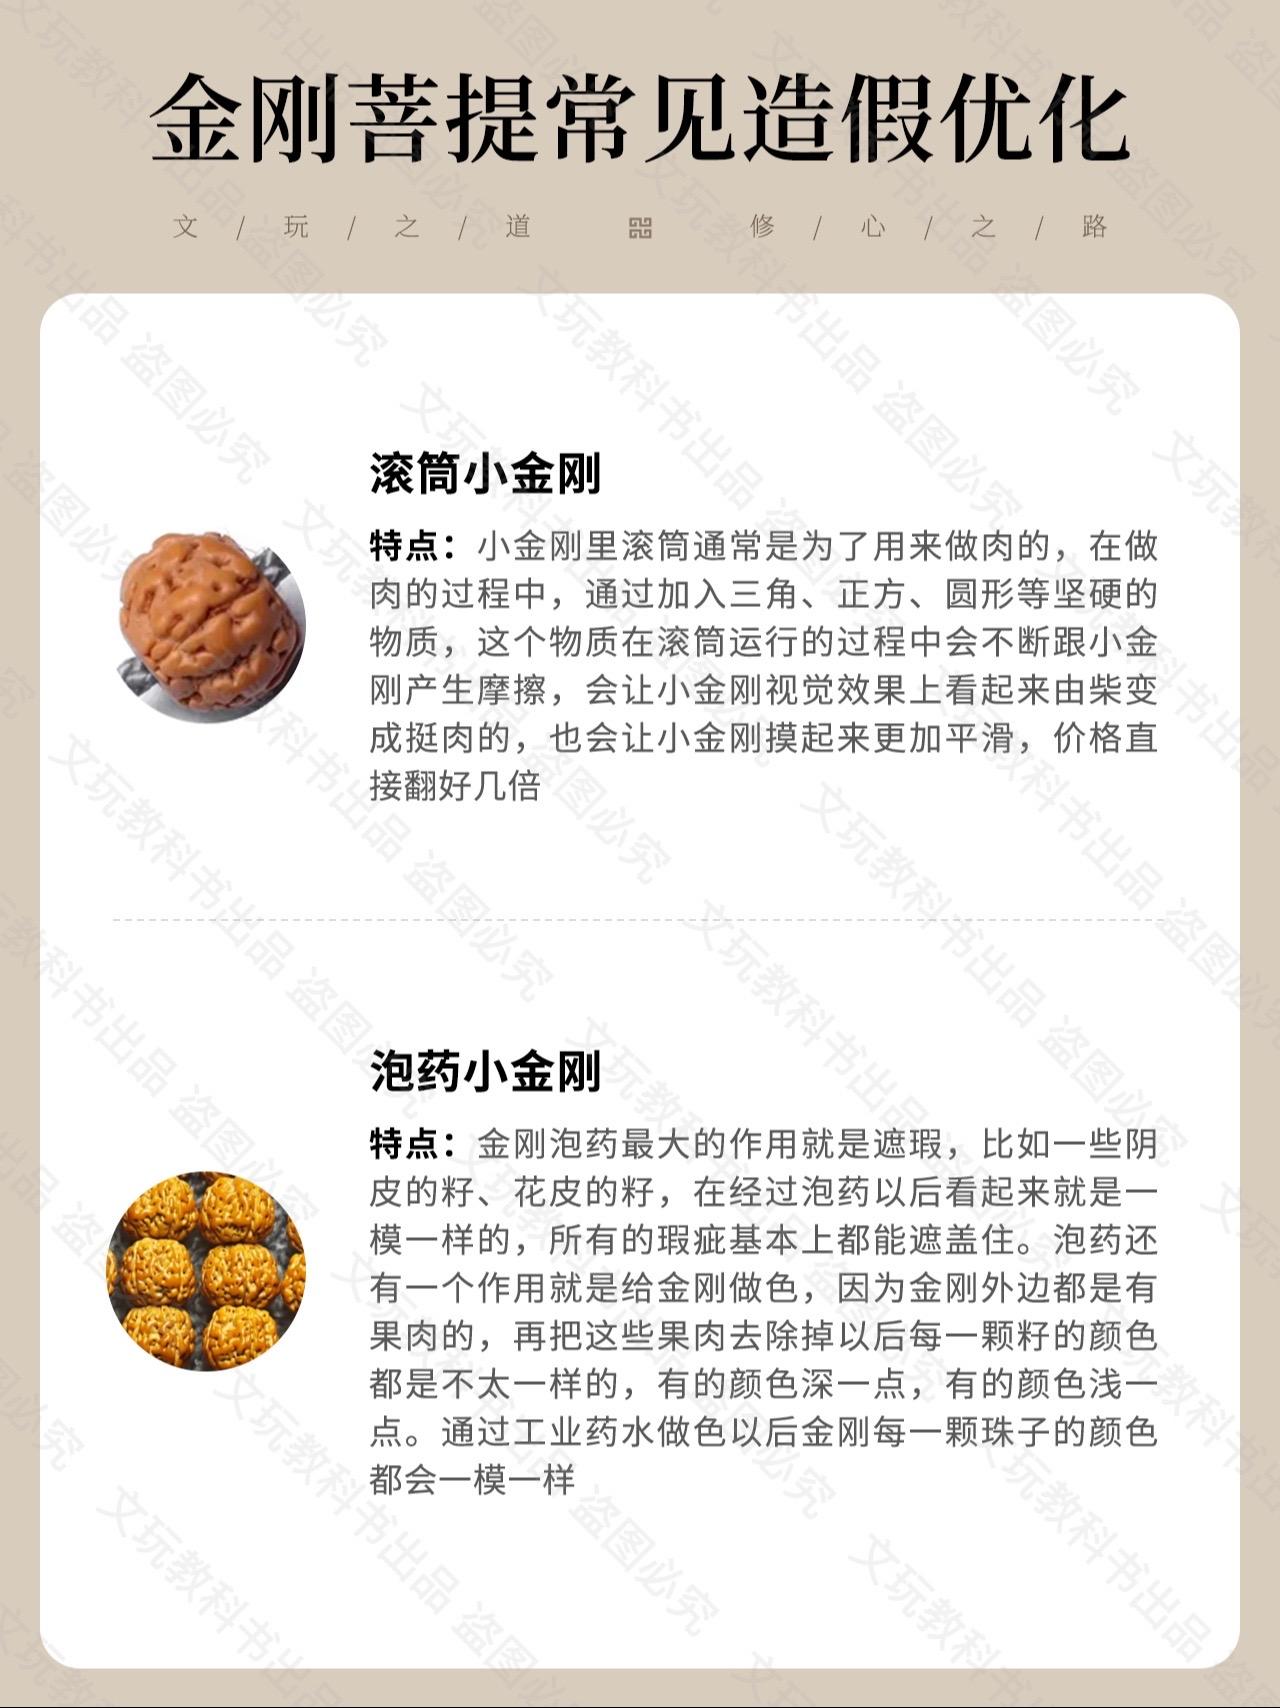 金刚菩提常见造假优化
文 / 玩 / 之 / 道 修 / 心 / 之 / 路
滚筒小金刚
特点：小金刚里滚筒通常是为了用来做肉的，在做
肉的过程中，通过加入三角、正方、圆形等坚硬的
物质，这个物质在滚筒运行的过程中会不断跟小金
刚产生摩擦，会让小金刚视觉效果上看起来由柴变
成挺肉的，也会让小金刚摸起来更加平滑，价格直
接翻好几倍
泡药小金刚
特点：金刚泡药最大的作用就是遮瑕，比如一些阴
皮的籽、花皮的籽，在经过泡药以后看起来就是一
模一样的，所有的瑕疵基本上都能遮盖住。泡药还
有一个作用就是给金刚做色，因为金刚外边都是有
果肉的，再把这些果肉去除掉以后每一颗籽的颜色
都是不太一样的，有的颜色深一点，有的颜色浅一
点。通过工业药水做色以后金刚每一颗珠子的颜色
都会一模一样
文玩教科书出品 盗图必究